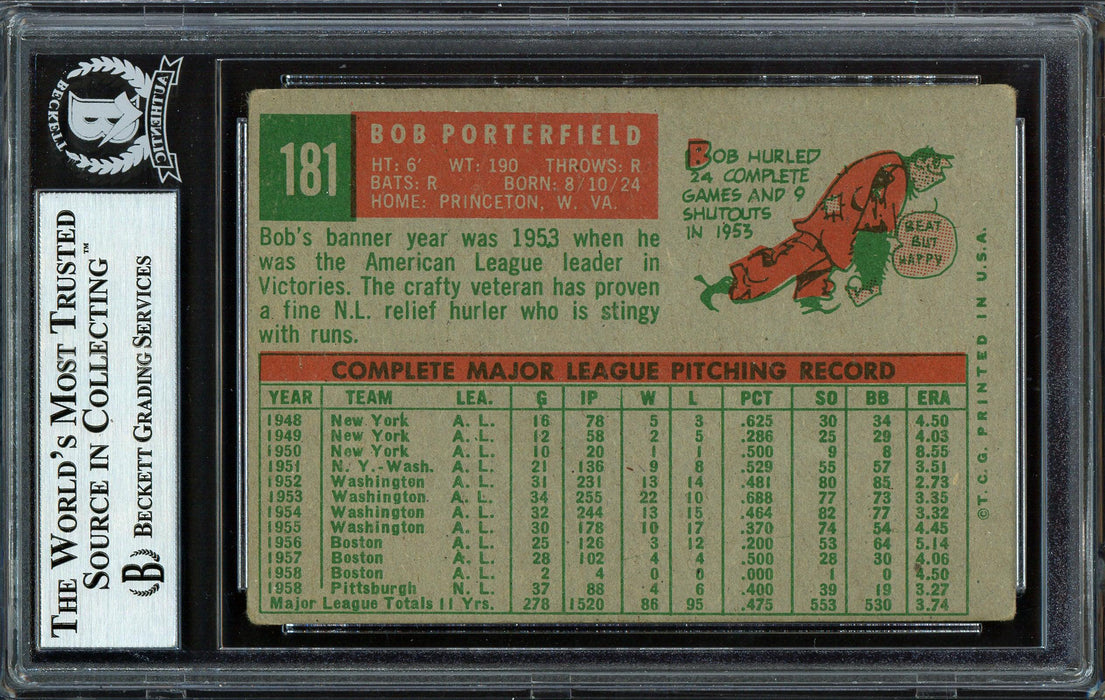 BECKETT AUTHENTIC
B
THE WORLD'S MOST TRUSTED
SOURCE IN COLLECTING™
B BECKETT GRADING SERVICES
181
BOB PORTERFIELD
HT: 6' WT: 190 THROWS: R
BATS: R BORN: 8/10/24
HOME: PRINCETON, W. VA.
Bob's banner year was 1953 when he
was the American League leader in
Victories. The crafty veteran has proven
a fine N.L. relief hurler who is stingy
with runs.
BOB HURLED
24 COMPLETE
GAMES AND 9
SHUTOUTS
IN 1953
BEAT
BUT
HAPPY
COMPLETE MAJOR LEAGUE PITCHING RECORD
YEAR TEAM LEA. G IP W L PCT SO BB ERA
1948 New York A. L. 16 78 5 3 .625 30 34 4.50
1949 New York A. L. 12 58 2 5 .286 25 29 4.03
1950 New York A. L. 10 20 1 1 .500 9 8 8.55
1951 N. Y.-Wash. A. L. 21 136 9 8 .529 55 57 3.51
1952 Washington A. L. 31 231 13 14 .481 80 85 2.73
1953 Washington A. L. 34 255 22 10 .688 77 73 3.35
1954 Washington A. L. 32 244 13 15 .464 82 77 3.32
1955 Washington A. L. 30 178 10 17 .370 74 54 4.45
1956 Boston A. L. 25 126 3 12 .200 53 64 5.14
1957 Boston A. L. 28 102 4 4 .500 28 30 4.06
1958 Boston A. L. 2 4 0 0 .000 1 0 4.50
1958 Pittsburgh N. L. 37 88 4 6 .400 39 19 3.27
Major League Totals 11 Yrs. 278 1520 86 95 .475 553 530 3.74
© T. C. G. PRINTED IN U.S.A.